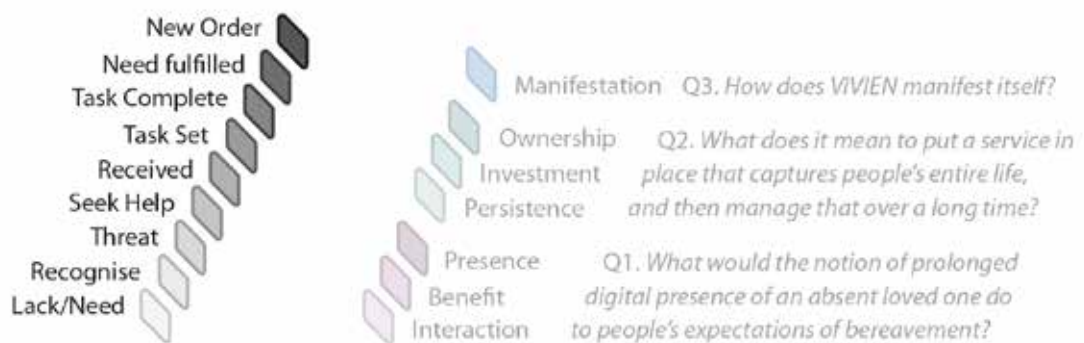 New Order
Need fulfilled
Task Complete
Task Set
Received
Seek Help
Threat
Recognise
Lack/Need
Manifestation Q3. How does ViViEN manifest itself?
Ownership Q2. What does it mean to put a service in
Investment place that captures people's entire life,
Persistence and then manage that over a long time?
Presence Q1. What would the notion of prolonged
Benefit digital presence of an absent loved one do
Interaction to people's expectations of bereavement?